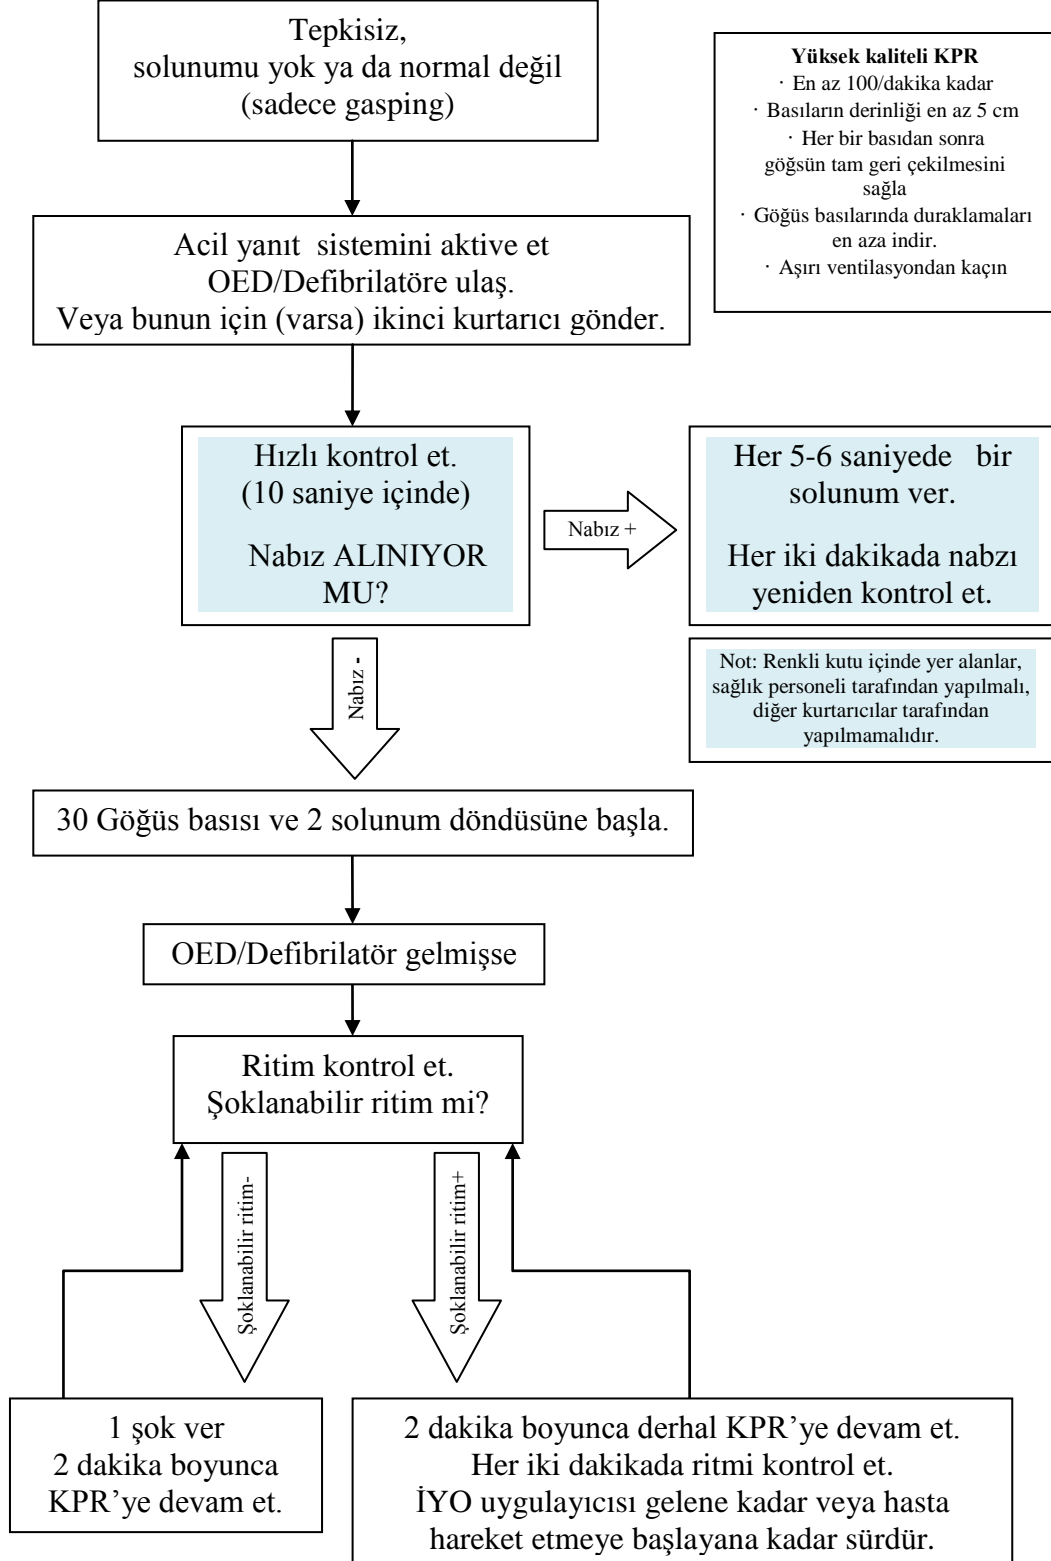 Tepkisiz,
solunumu yok ya da normal değil
(sadece gasping)
Yüksek kaliteli KPR
· En az 100/dakika kadar
· Basıların derinliği en az 5 cm
· Her bir basıdan sonra
göğsün tam geri çekilmesini
sağla
· Göğüs basılarında duraklamaları
en aza indir.
· Aşırı ventilasyondan kaçın
Acil yanıt sistemini aktive et
OED/Defibrilatöre ulaş.
Veya bunun için (varsa) ikinci kurtarıcı gönder.
Hızlı kontrol et.
(10 saniye içinde)
Nabız ALINIYOR
MU?
Nabız +
Her 5-6 saniyede bir
solunum ver.
Her iki dakikada nabzı
yeniden kontrol et.
Not: Renkli kutu içinde yer alanlar,
sağlık personeli tarafından yapılmalı,
diğer kurtarıcılar tarafından
yapılmamalıdır.
Nabız -
30 Göğüs basısı ve 2 solunum döndüsüne başla.
OED/Defibrilatör gelmişse
Ritim kontrol et.
Şoklanabilir ritim mi?
Şoklanabilir ritim-
Şoklanabilir ritim+
1 şok ver
2 dakika boyunca
KPR’ye devam et.
2 dakika boyunca derhal KPR’ye devam et.
Her iki dakikada ritmi kontrol et.
İYO uygulayıcısı gelene kadar veya hasta
hareket etmeye başlayana kadar sürdür.